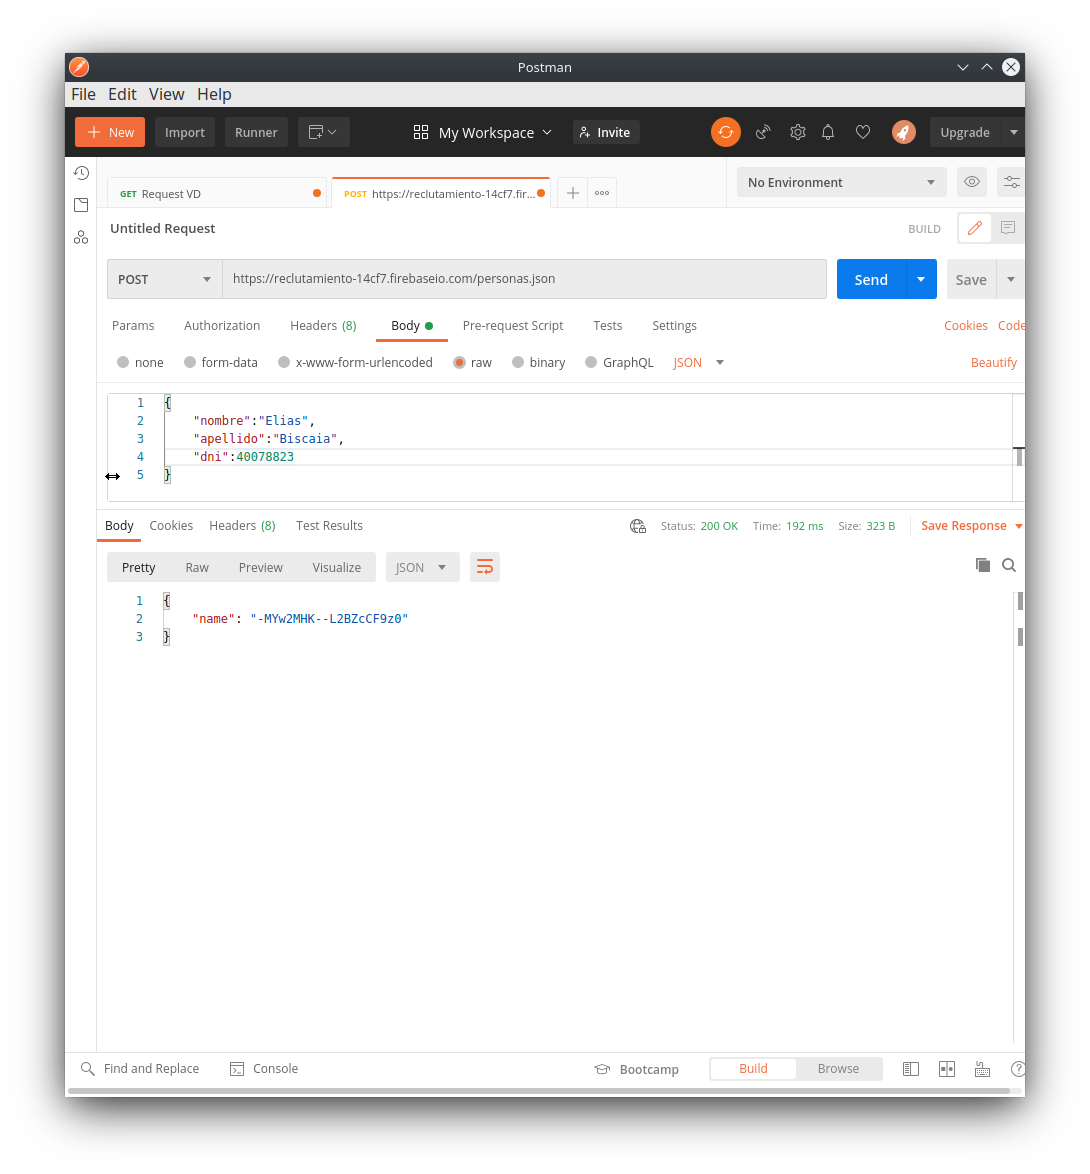 Postman
File Edit View Help
New Import Runner My Workspace Invite Upgrade
GET Request VD POST https://reclutamiento-14cf7.fir... No Environment
Untitled Request BUILD
POST https://reclutamiento-14cf7.firebaseio.com/personas.json Send Save
Params Authorization Headers (8) Body Pre-request Script Tests Settings Cookies Code
none form-data x-www-form-urlencoded raw binary GraphQL JSON Beautify
1 {
2 "nombre":"Elias",
3 "apellido":"Biscaia",
4 "dni":40078823
5 }
Body Cookies Headers (8) Test Results Status: 200 OK Time: 192 ms Size: 323 B Save Response
Pretty Raw Preview Visualize JSON
1 {
2 "name": "-MYw2MHK--L2BZcCF9z0"
3 }
Find and Replace Console Bootcamp Build Browse